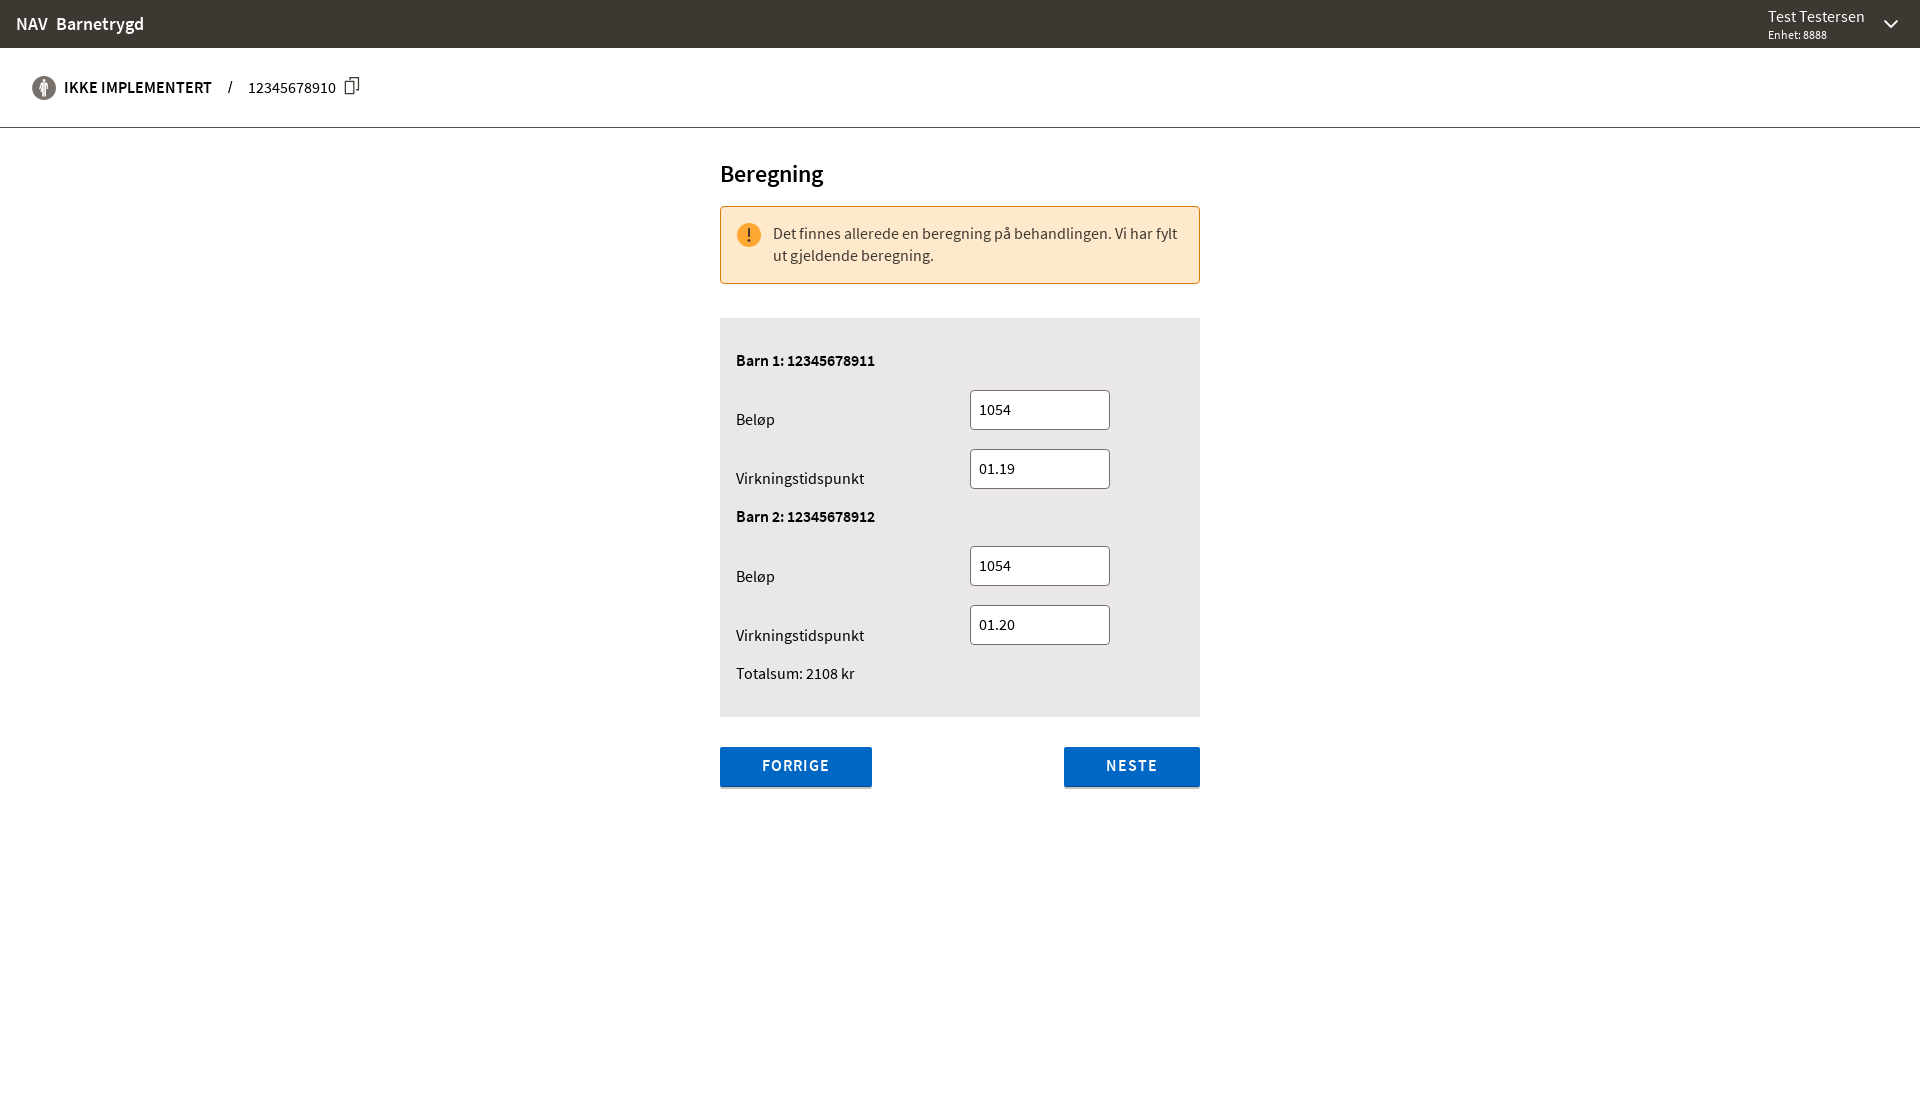 NAV Barnetrygd
Test Testersen
Enhet: 8888
IKKE IMPLEMENTERT / 12345678910
Beregning
Det finnes allerede en beregning på behandlingen. Vi har fylt
ut gjeldende beregning.
Barn 1: 12345678911
Beløp 1054
Virkningstidspunkt 01.19
Barn 2: 12345678912
Beløp 1054
Virkningstidspunkt 01.20
Totalsum: 2108 kr
FORRIGE NESTE